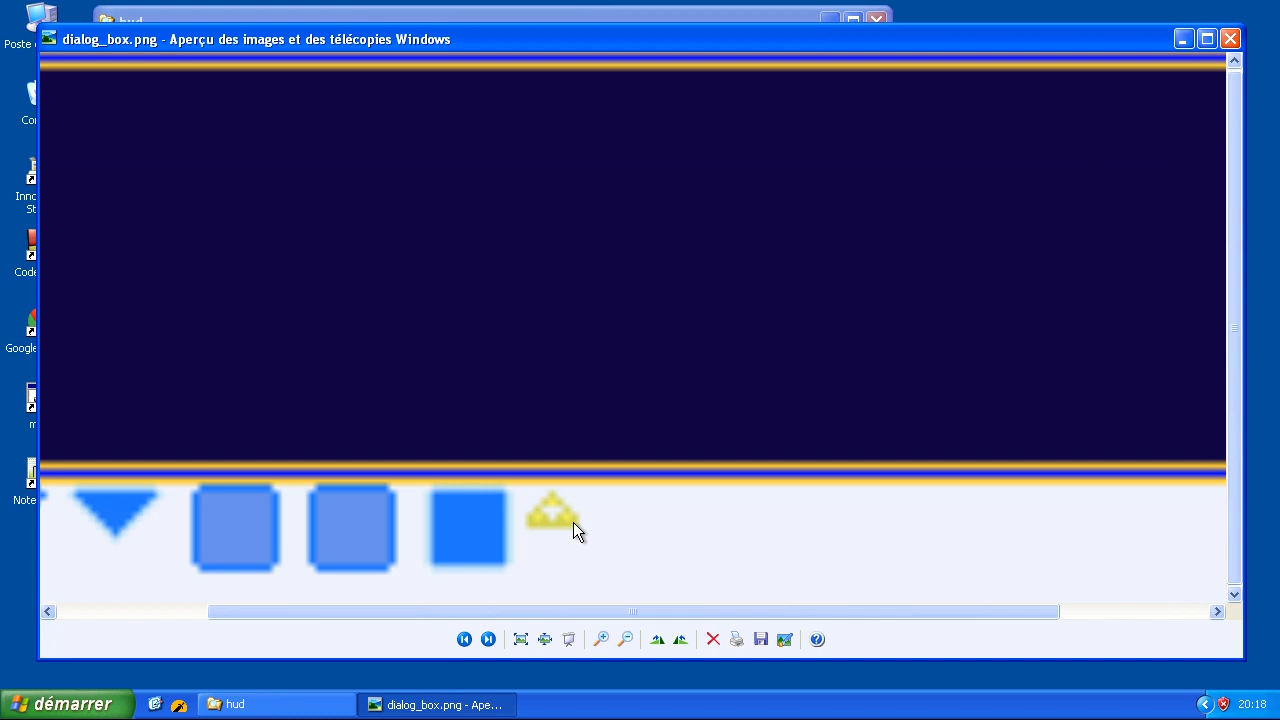 Poste
hud
dialog_box.png - Aperçu des images et des télécopies Windows
Inno
St
Code
Google
m
Note
démarrer
hud
dialog_box.png - Ape...
20:18